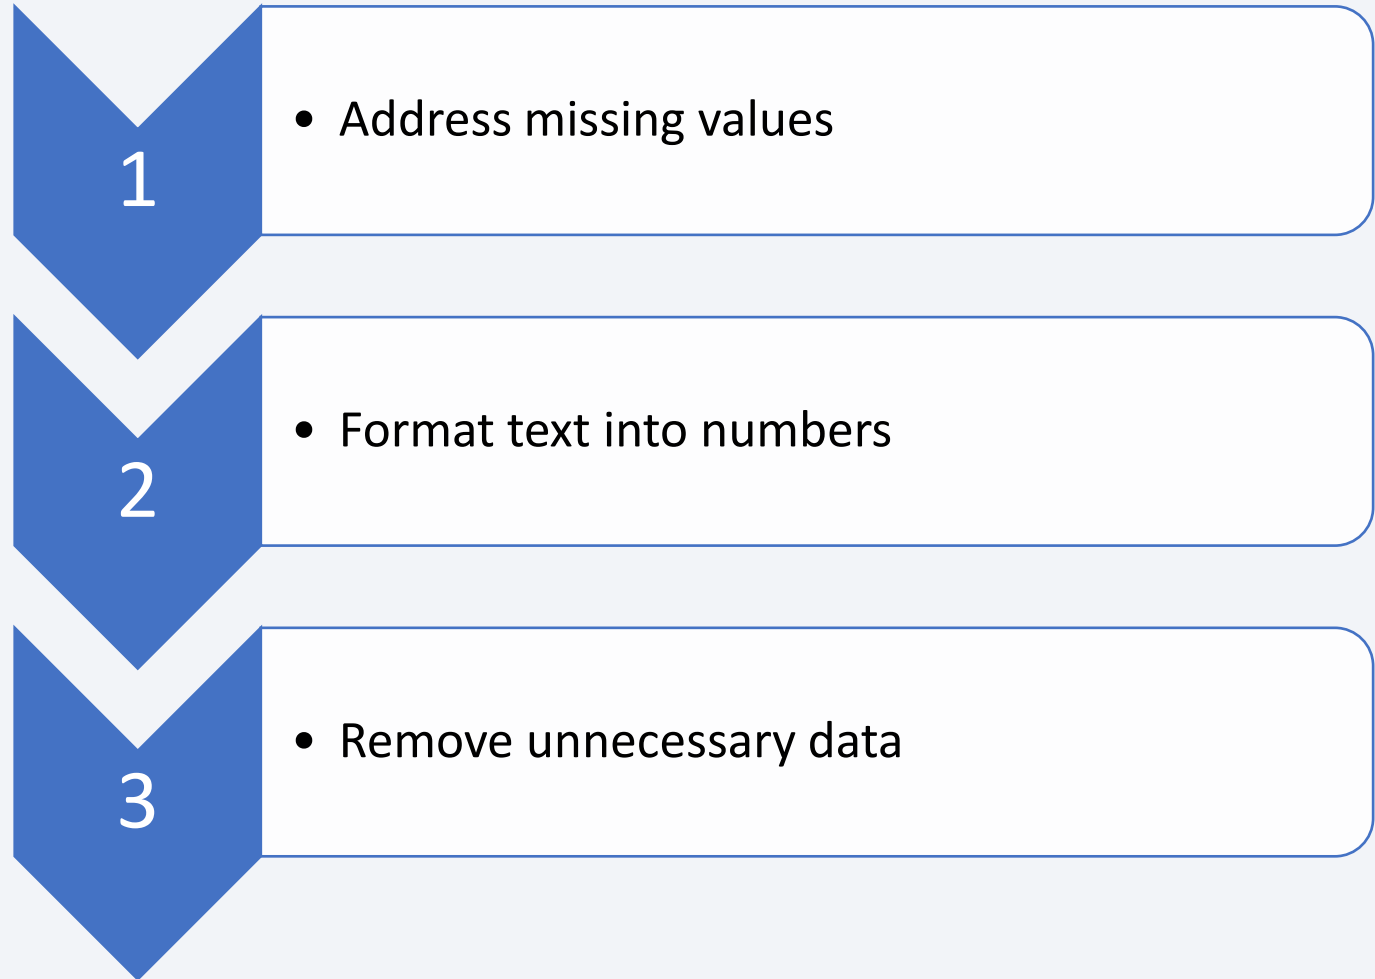 1
• Address missing values
2
• Format text into numbers
3
• Remove unnecessary data